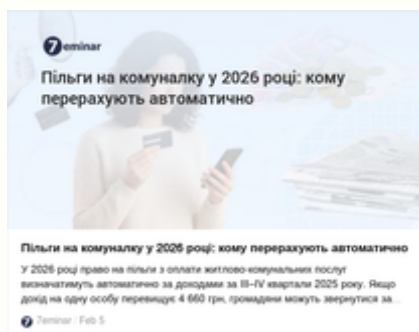 7eminar
Пільги на комуналку у 2026 році: кому
перерахують автоматично
Пільги на комуналку у 2026 році: кому перерахують автоматично
У 2026 році право на пільги з оплати житлово-комунальних послуг
визначатимуть автоматично за доходами за III–IV квартали 2025 року. Якщо
дохід на одну особу перевищує 4 660 грн, громадяни можуть звернутися за...
7eminar / Feb 5